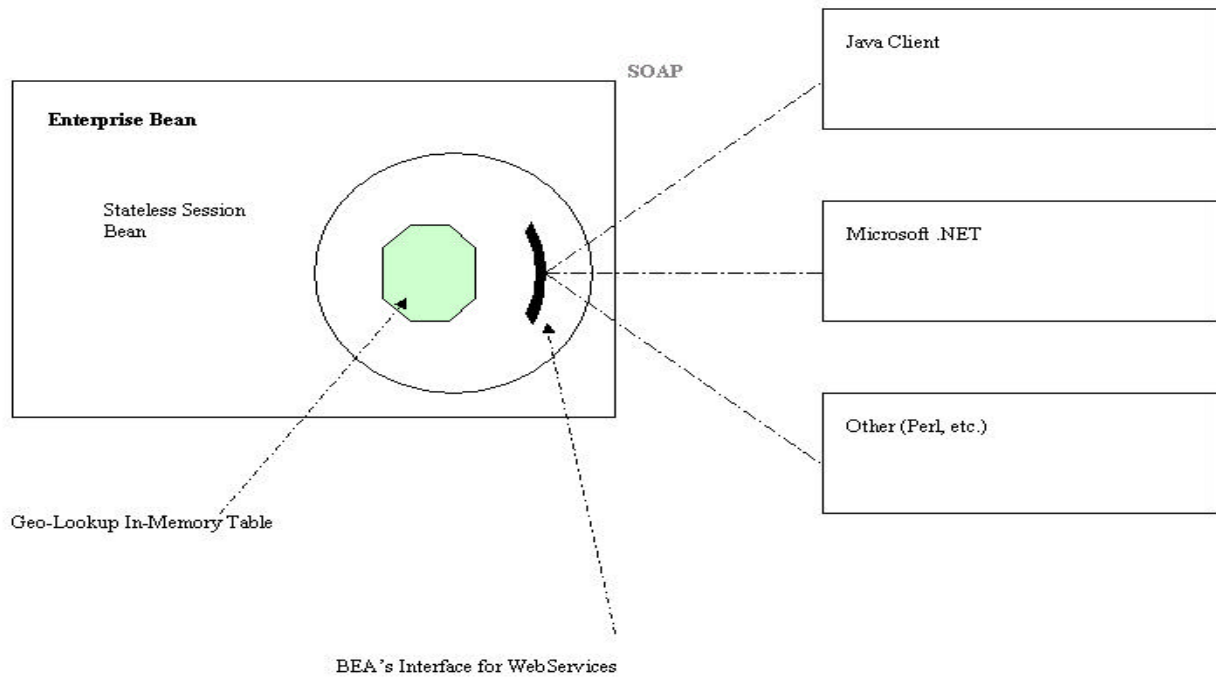 Java Client
SOAP
Enterprise Bean
Stateless Session
Bean
Microsoft .NET
Other (Perl, etc.)
Geo-Lookup In-Memory Table
BEA's Interface for WebServices